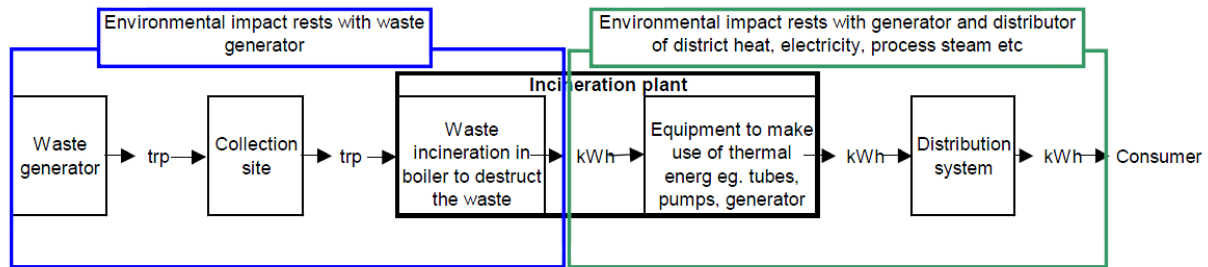 Environmental impact rests with waste
generator
Environmental impact rests with generator and distributor
of district heat, electricity, process steam etc
Incineration plant
Waste
generator
trp
Collection
site
trp
Waste
incineration in
boiler to destruct
the waste
kWh
Equipment to make
use of thermal
energ eg. tubes,
pumps, generator
kWh
Distribution
system
kWh
Consumer